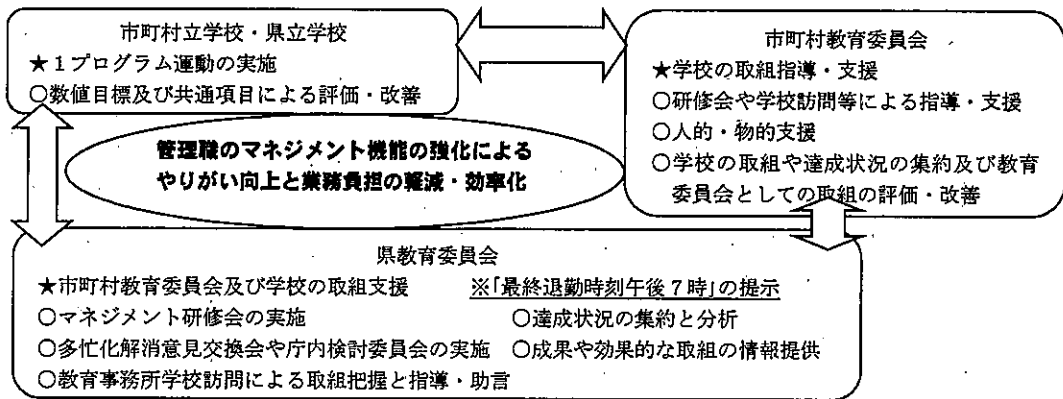 市町村立学校・県立学校
★１プログラム運動の実施
○数値目標及び共通項目による評価・改善
市町村教育委員会
★学校の取組指導・支援
○研修会や学校訪問等による指導・支援
○人的・物的支援
○学校の取組や達成状況の集約及び教育
委員会としての取組の評価・改善
管理職のマネジメント機能の強化による
やりがい向上と業務負担の軽減・効率化
県教育委員会
★市町村教育委員会及び学校の取組支援　※「最終退勤時刻午後７時」の提示
○マネジメント研修会の実施　○達成状況の集約と分析
○多忙化解消意見交換会や庁内検討委員会の実施　○成果や効果的な取組の情報提供
○教育事務所学校訪問による取組把握と指導・助言